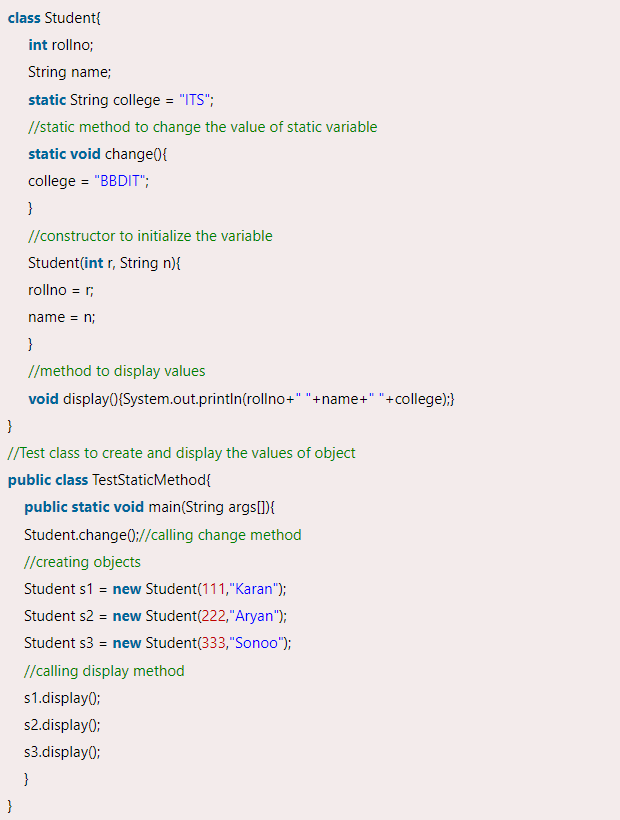 class Student{
int rollno;
String name;
static String college = "ITS";
//static method to change the value of static variable
static void change(){
college = "BBDIT";
}
//constructor to initialize the variable
Student(int r, String n){
rollno = r;
name = n;
}
//method to display values
void display(){System.out.println(rollno+" "+name+" "+college);}
}
//Test class to create and display the values of object
public class TestStaticMethod{
public static void main(String args[]){
Student.change();//calling change method
//creating objects
Student s1 = new Student(111,"Karan");
Student s2 = new Student(222,"Aryan");
Student s3 = new Student(333,"Sonoo");
//calling display method
s1.display();
s2.display();
s3.display();
}
}